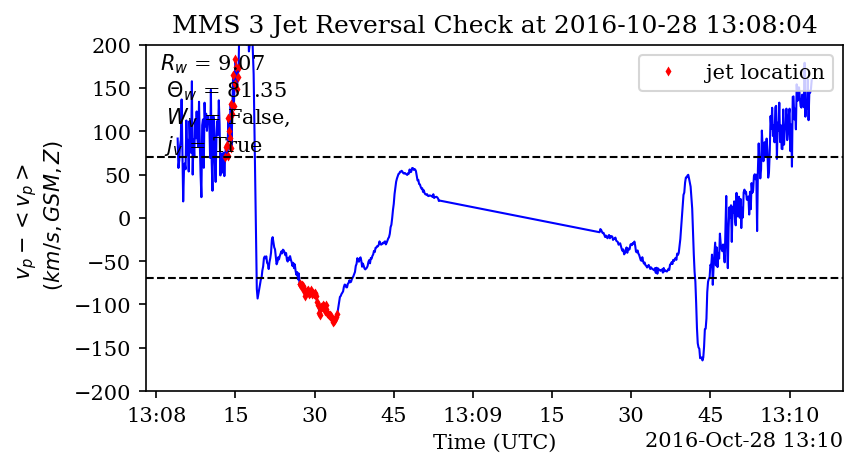 MMS 3 Jet Reversal Check at 2016-10-28 13:08:04
R_w = 9.07
Θ_w = 81.35
W_v = False,
j_v = True
jet location
v_p − < v_p >
(km/s, GSM, Z)
200
150
100
50
0
−50
−100
−150
−200
13:08 15 30 45 13:09 15 30 45 13:10
Time (UTC)
2016-Oct-28 13:10